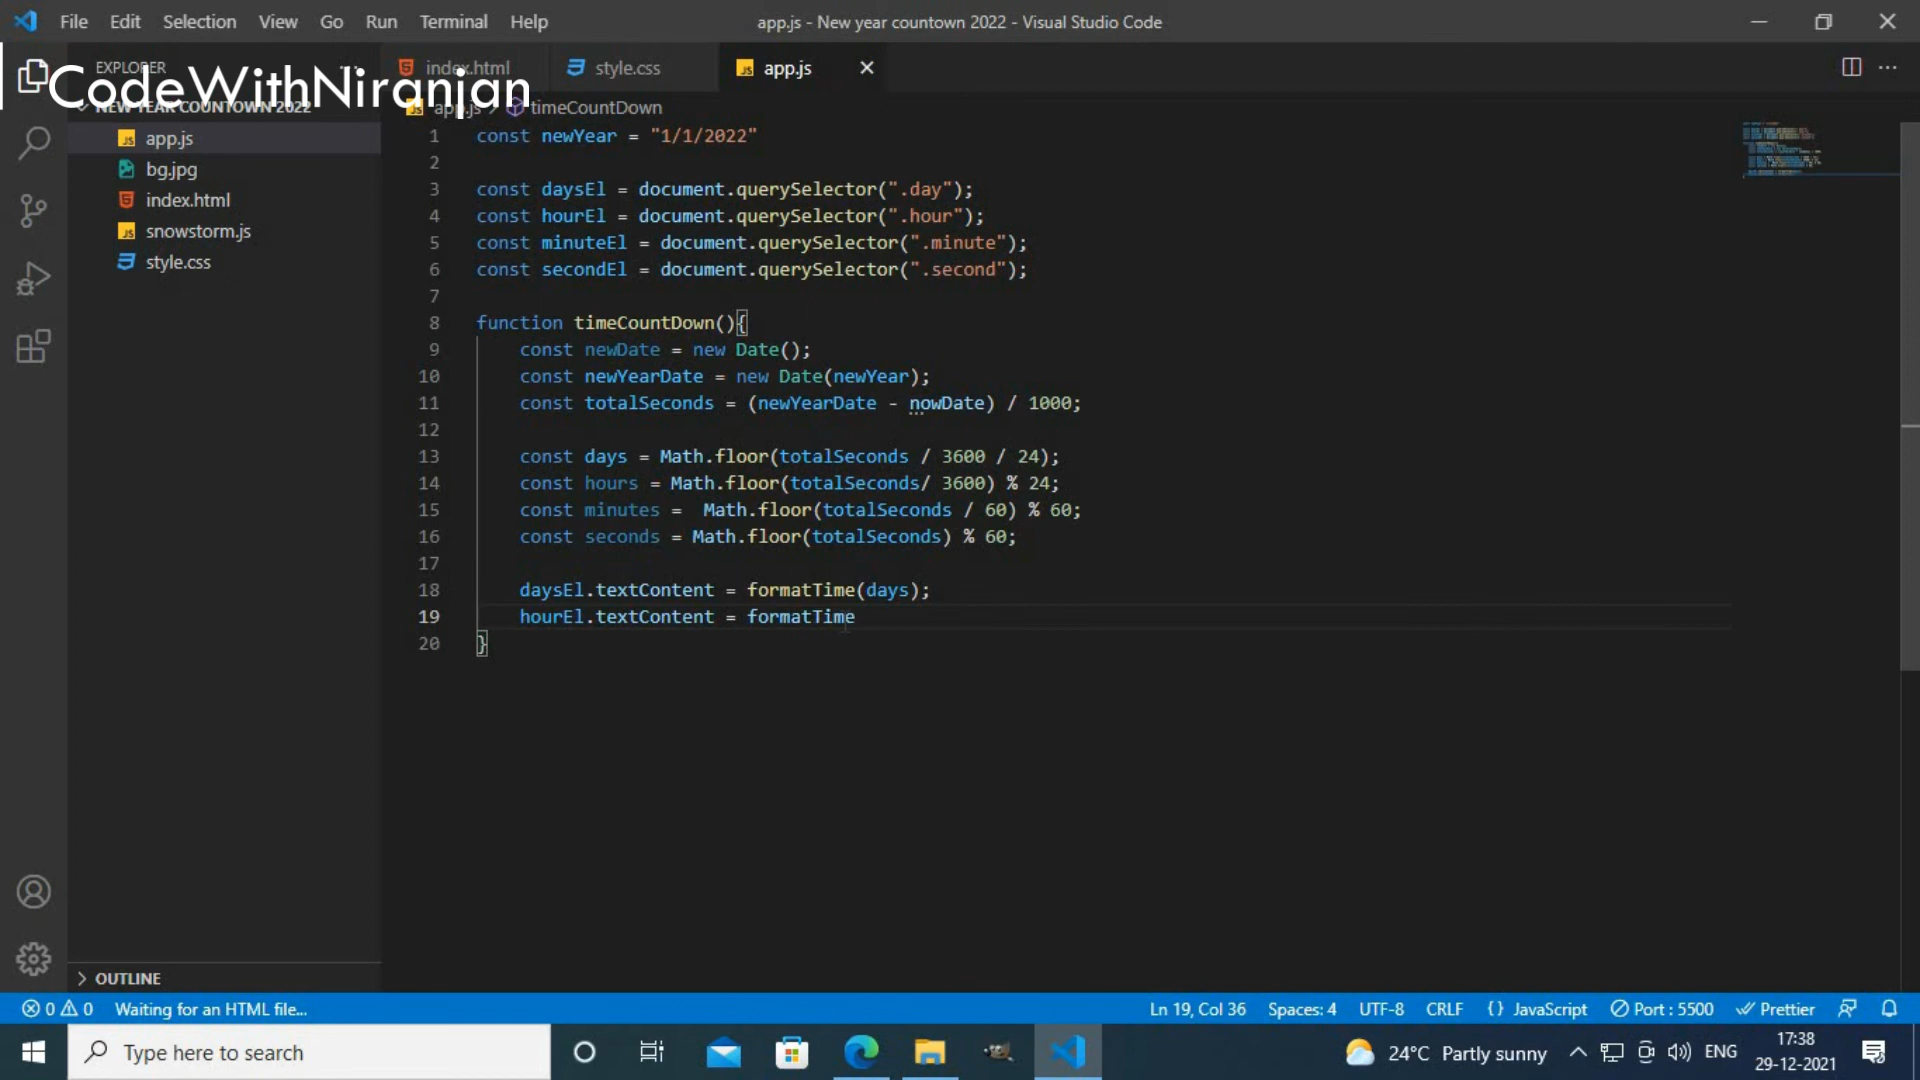 File Edit Selection View Go Run Terminal Help
app.js - New year countown 2022 - Visual Studio Code
CodeWithNiranjan
EXPLORER
index.html
style.css
app.js
NEW YEAR COUNTOWN 2022
app.js
bg.jpg
index.html
snowstorm.js
style.css
app.js > timeCountDown
1 const newYear = "1/1/2022"
2
3 const daysEl = document.querySelector(".day");
4 const hourEl = document.querySelector(".hour");
5 const minuteEl = document.querySelector(".minute");
6 const secondEl = document.querySelector(".second");
7
8 function timeCountDown(){
9 const newDate = new Date();
10 const newYearDate = new Date(newYear);
11 const totalSeconds = (newYearDate - nowDate) / 1000;
12
13 const days = Math.floor(totalSeconds / 3600 / 24);
14 const hours = Math.floor(totalSeconds/ 3600) % 24;
15 const minutes =  Math.floor(totalSeconds / 60) % 60;
16 const seconds = Math.floor(totalSeconds) % 60;
17
18 daysEl.textContent = formatTime(days);
19 hourEl.textContent = formatTime
20 }
OUTLINE
0 0 Waiting for an HTML file...
Ln 19, Col 36 Spaces: 4 UTF-8 CRLF {} JavaScript Port : 5500 Prettier
Type here to search
24°C Partly sunny
ENG
17:38
29-12-2021